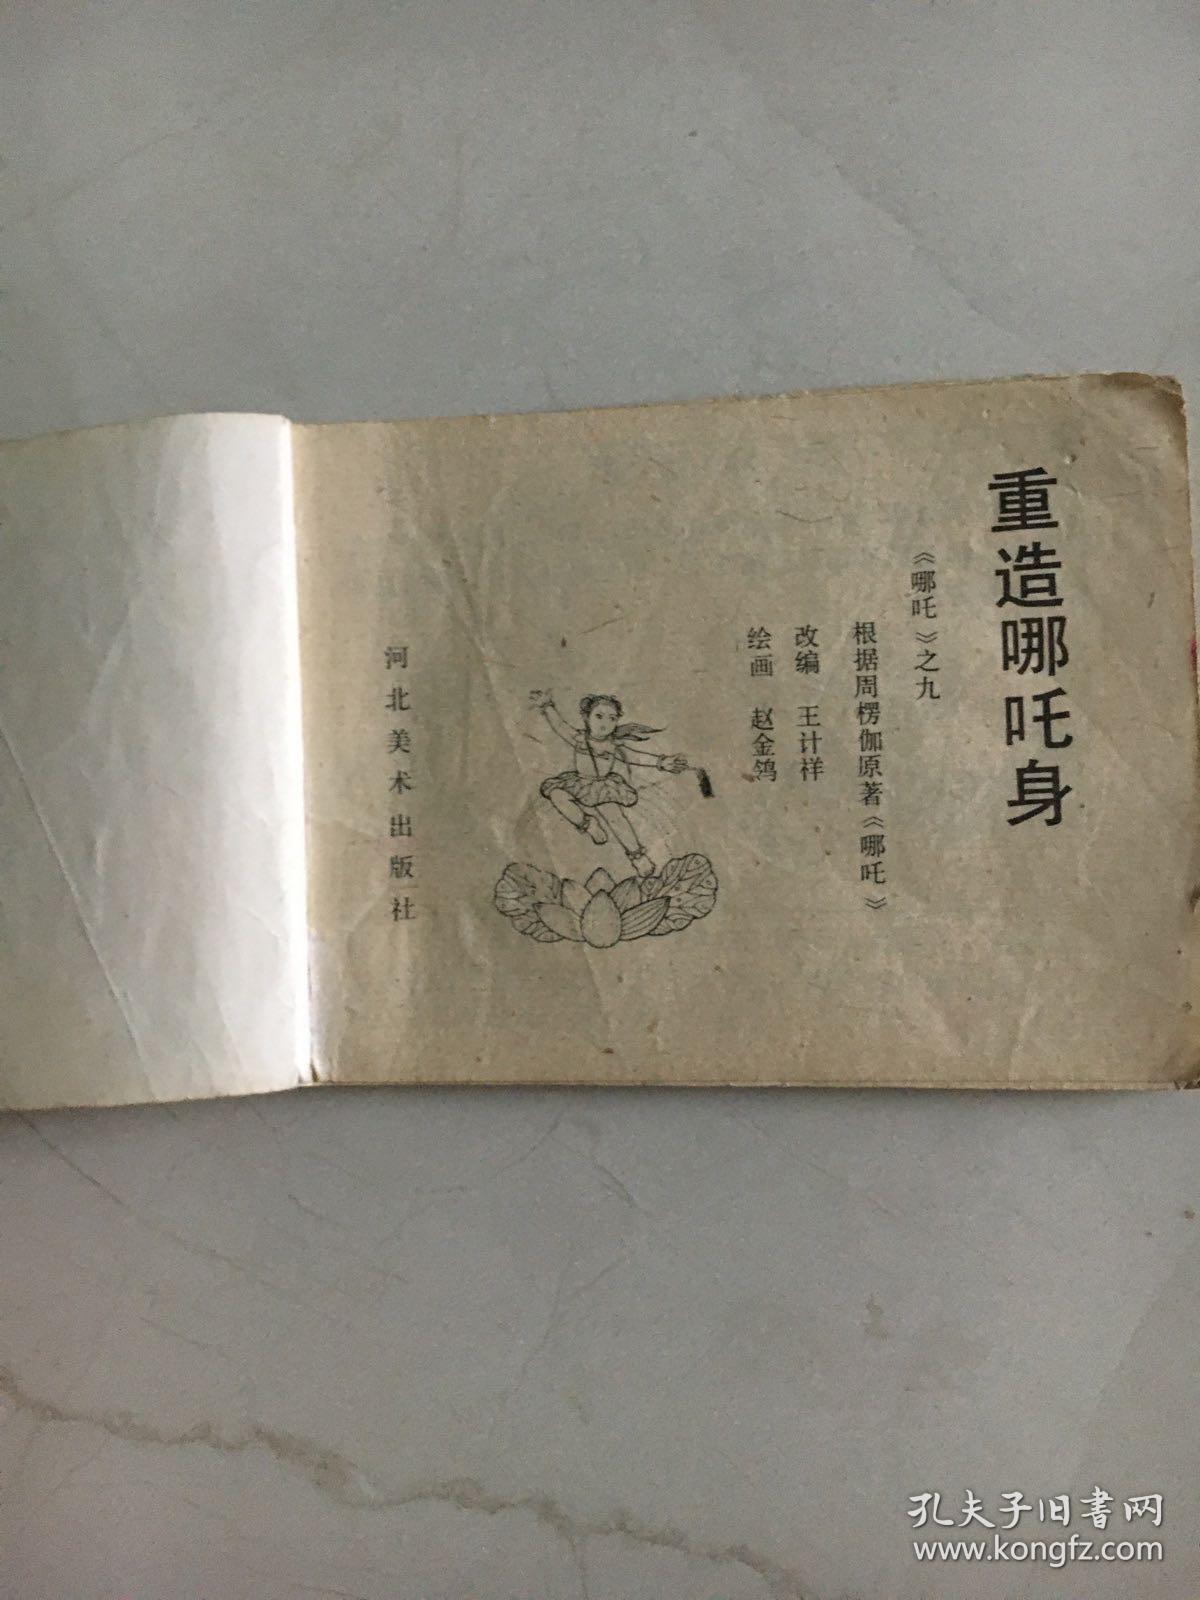 重造哪吒身
《哪吒》之九
根据周楞伽原著《哪吒》
改编 王计祥
绘画 赵金鸽
河北美术出版社
孔夫子旧书网
www.kongfz.com